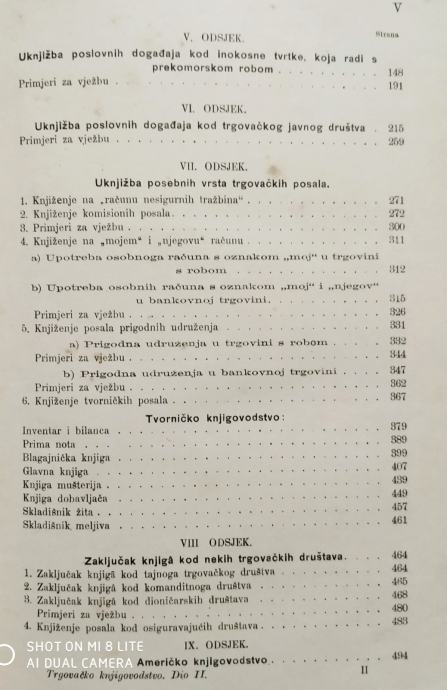 V
V. ODSJEK.
Strana
Uknjižba poslovnih događaja kod inokosne tvrtke, koja radi s
prekomorskom robom . . . . . . . . . 148
Primjeri za vježbu . . . . . . . . . . . . . . . . . 191
VI. ODSJEK.
Uknjižba poslovnih događaja kod trgovačkog javnog društva . 215
Primjeri za vježbu . . . . . . . . . . . . . . . . . 259
VII. ODSJEK.
Uknjižba posebnih vrsta trgovačkih posala.
1. Knjiženje na „računu nesigurnih tražbina“ . . . . . . . . 271
2. Knjiženje komisionih posala . . . . . . . . . . . . . 272
3. Primjeri za vježbu . . . . . . . . . . . . . . . . 300
4. Knjiženje na „mojem“ i „njegovu“ računu . . . . . . . . 311
a) Upotreba osobnoga računa s oznakom „moj“ u trgovini
s robom . . . . . . . . . . . . . 312
b) Upotreba osobnih računa s oznakom „moj“ i „njegov“
u bankovnoj trgovini . . . . . . . . . . 315
Primjeri za vježbu . . . . . . . . . . . . . . . . 326
5. Knjiženje posala prigodnih udruženja . . . . . . . . . . 331
a) Prigodna udruženja u trgovini s robom . . . . . 332
Primjeri za vježbu . . . . . . . . . . . . . . . . 344
b) Prigodna udruženja u bankovnoj trgovini . . . . 347
Primjeri za vježbu . . . . . . . . . . . . . . . . 362
6. Knjiženje tvorničkih posala . . . . . . . . . . . . . 367
Tvorničko knjigovodstvo:
Inventar i bilanca . . . . . . . . . . . . . . . . . 379
Prima nota . . . . . . . . . . . . . . . . . . . 389
Blagajnička knjiga . . . . . . . . . . . . . . . . . 399
Glavna knjiga . . . . . . . . . . . . . . . . . . 407
Knjiga mušterija . . . . . . . . . . . . . . . . . 439
Knjiga dobavljača . . . . . . . . . . . . . . . . . 449
Skladišnik žita . . . . . . . . . . . . . . . . . . 457
Skladišnik meljiva . . . . . . . . . . . . . . . . . 461
VIII ODSJEK.
Zaključak knjigâ kod nekih trgovačkih društava . . . . 464
1. Zaključak knjigâ kod tajnoga trgovačkog društva . . . . . . 464
2. Zaključak knjigâ kod komanditnoga društva . . . . . . . . 465
3. Zaključak knjigâ kod dioničarskih društava . . . . . . . . 468
Primjeri za vježbu . . . . . . . . . . . . . . . . 480
4. Knjiženje posala kod osiguravajućih društava . . . . . . . 483
IX. ODSJEK.
Američko knjigovodstvo . . . . . . . . . . . 494
Trgovačko knjigovodstvo. Dio II.
II
SHOT ON MI 8 LITE
AI DUAL CAMERA